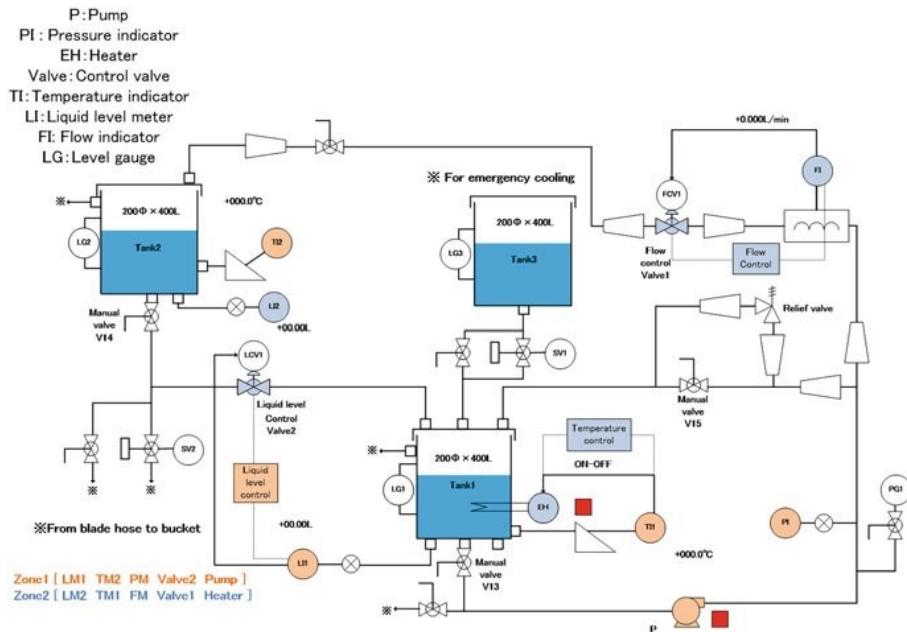 P:Pump
PI:Pressure indicator
EH:Heater
Valve:Control valve
TI:Temperature indicator
LI:Liquid level meter
FI:Flow indicator
LG:Level gauge
+0.000L/min
FI
FCV1
※ For emergency cooling
※
200Φ×400L
+000.0℃
200Φ×400L
LG2
Tank2
TI2
LG3
Tank3
Flow control Valve1
Flow Control
LI2
Manual valve V14
+00.00L
Relief valve
LCV1
SV1
Liquid level Control Valve2
Manual valve V15
SV2
※
200Φ×400L
Temperature control
ON-OFF
Liquid level control
LG1
Tank1
EH
PG1
※
※
※From blade hose to bucket
+00.00L
TI1
PI
LI1
Manual valve V13
+000.0℃
Zone1 [ LM1 TM2 PM Valve2 Pump ]
Zone2 [ LM2 TM1 FM Valve1 Heater ]
※
P